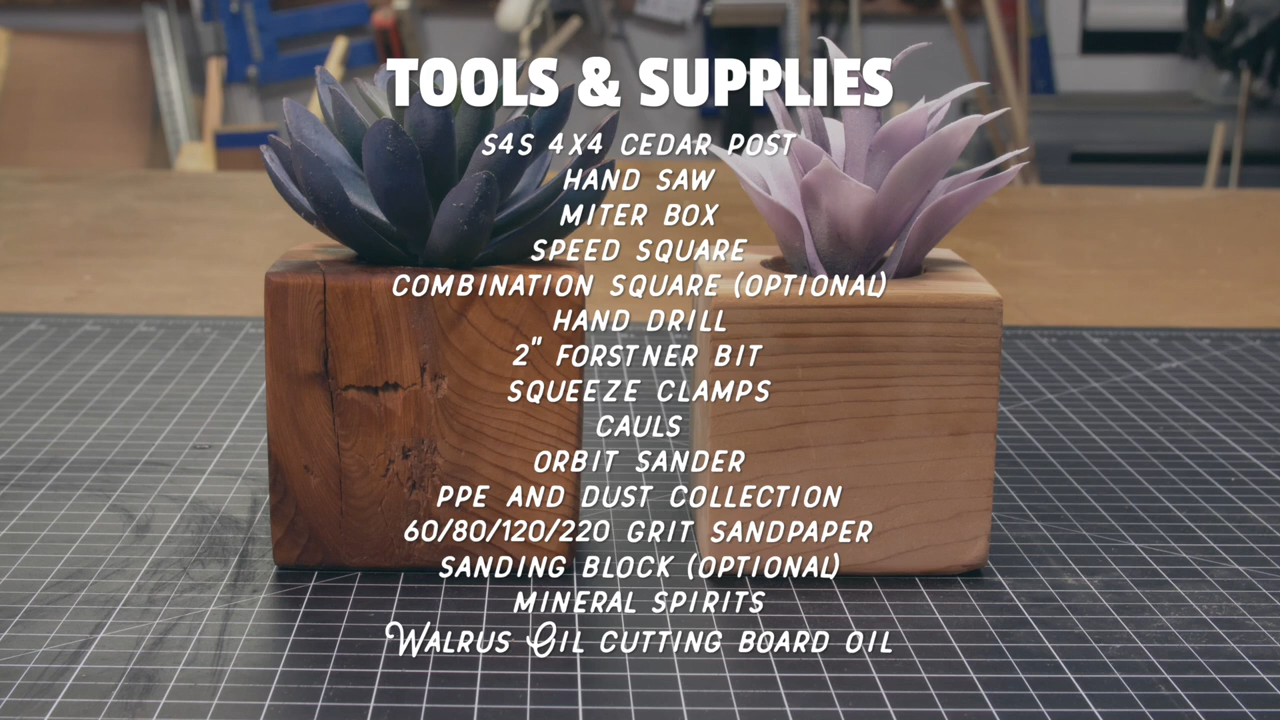 TOOLS & SUPPLIES
S4S 4X4 CEDAR POST
HAND SAW
MITER BOX
SPEED SQUARE
COMBINATION SQUARE (OPTIONAL)
HAND DRILL
2" FORSTNER BIT
SQUEEZE CLAMPS
CAULS
ORBIT SANDER
PPE AND DUST COLLECTION
60/80/120/220 GRIT SANDPAPER
SANDING BLOCK (OPTIONAL)
MINERAL SPIRITS
WALRUS OIL CUTTING BOARD OIL